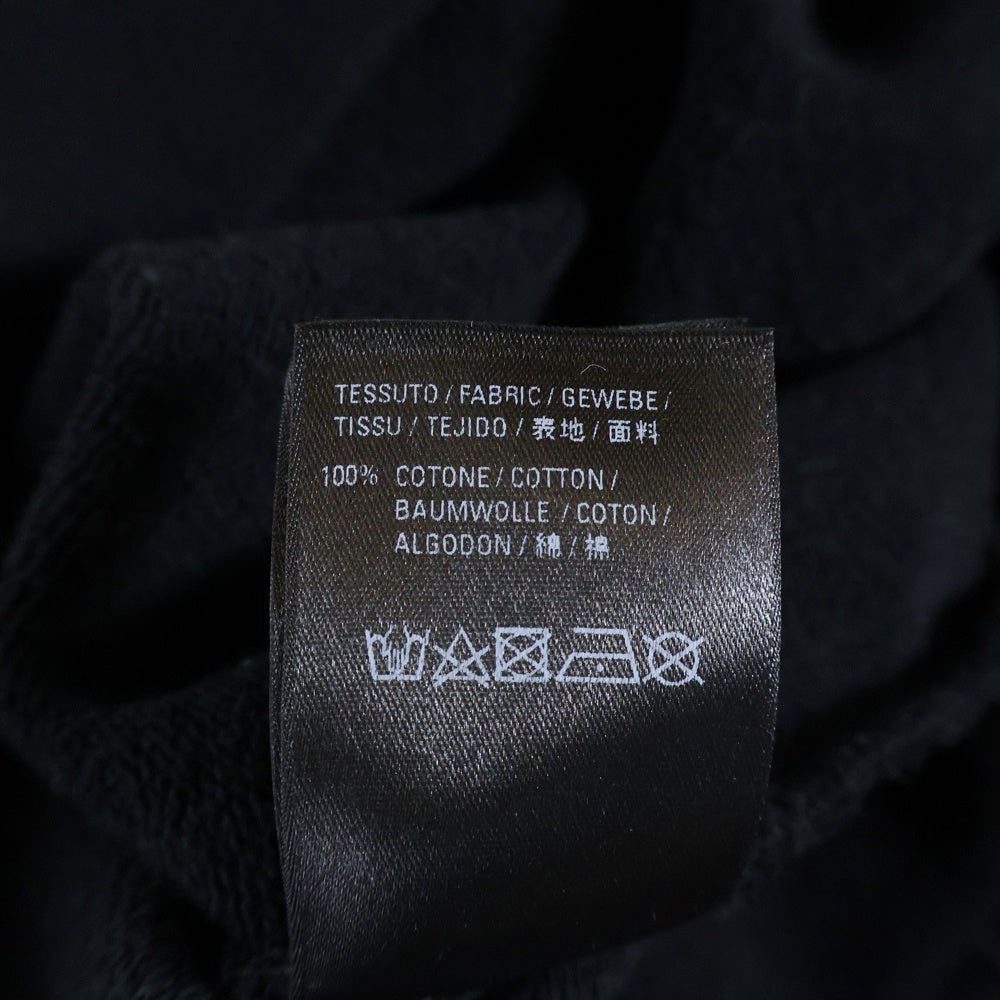 TESSUTO / FABRIC / GEWEBE /
TISSU / TEJIDO / 表地 / 面料
100% COTONE / COTTON /
BAUMWOLLE / COTON /
ALGODON / 綿 / 棉